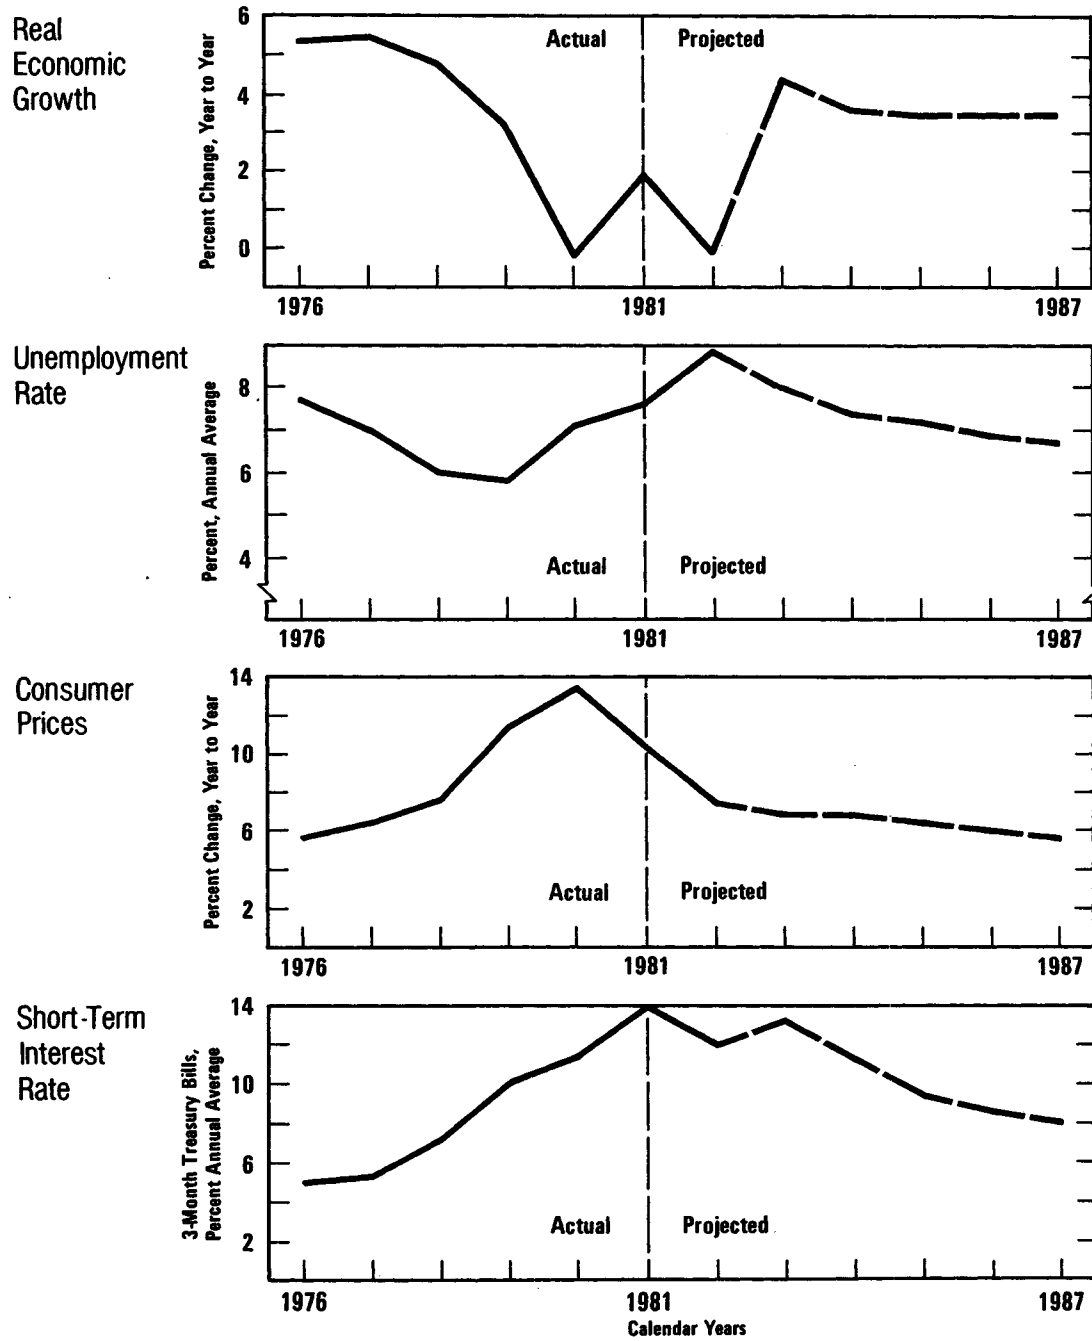 Real
Economic
Growth
Percent Change, Year to Year
6
4
2
0
Actual
Projected
1976
1981
1987
Unemployment
Rate
Percent, Annual Average
8
6
4
Actual
Projected
1976
1981
1987
Consumer
Prices
Percent Change, Year to Year
14
10
6
2
Actual
Projected
1976
1981
1987
Short-Term
Interest
Rate
3-Month Treasury Bills,
Percent Annual Average
14
10
6
2
Actual
Projected
1976
1981
1987
Calendar Years